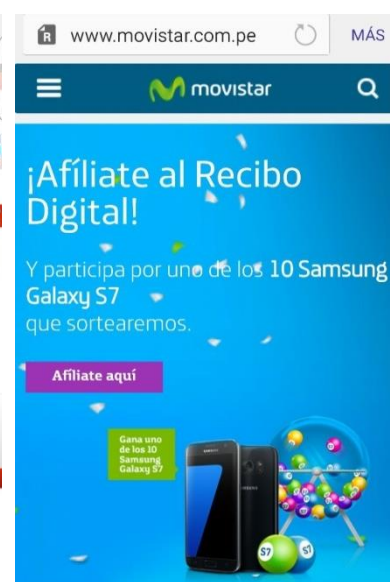 www.movistar.com.pe
MÁS
movistar
¡Afíliate al Recibo
Digital!
Y participa por uno de los 10 Samsung
Galaxy S7
que sortearemos.
Afíliate aquí
Gana uno
de los 10
Samsung
Galaxy S7
S7
S7